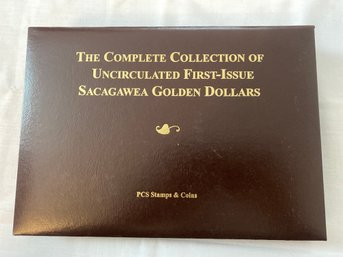 The Complete Collection of
Uncirculated First-Issue
Sacagawea Golden Dollars
PCS Stamps & Coins